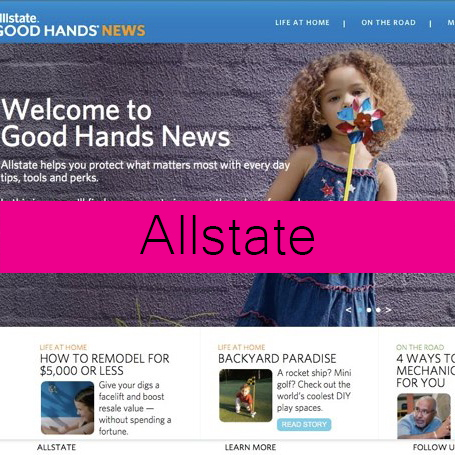 Allstate.
GOOD HANDS® NEWS
LIFE AT HOME | ON THE ROAD | M
Welcome to
Good Hands News
Allstate helps you protect what matters most with every day
tips, tools and perks.
Allstate
< >
LIFE AT HOME
HOW TO REMODEL FOR
$5,000 OR LESS
Give your digs a
facelift and boost
resale value —
without spending a
fortune.
LIFE AT HOME
BACKYARD PARADISE
A rocket ship? Mini
golf? Check out the
world's coolest DIY
play spaces.
READ STORY
ON THE ROAD
4 WAYS TO
MECHANIC
FOR YOU
ALLSTATE
LEARN MORE
FOLLOW U